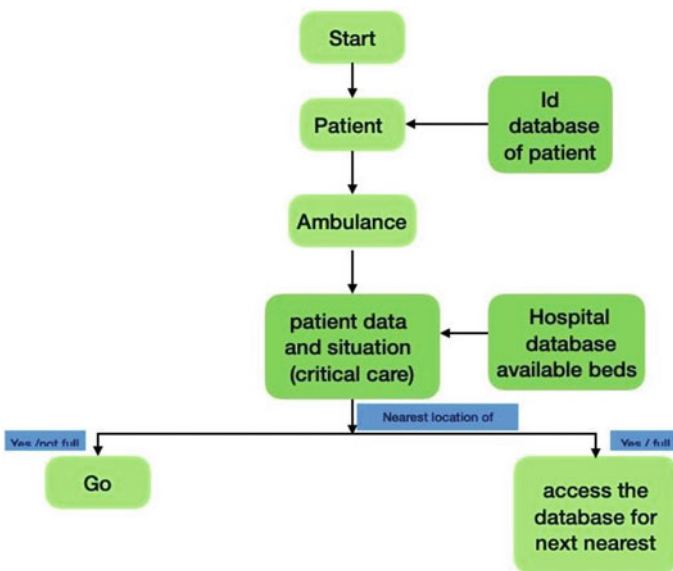 Start
Patient
Id
database
of patient
Ambulance
patient data
and situation
(critical care)
Hospital
database
available beds
Nearest location of
Yes /not full
Yes / full
Go
access the
database for
next nearest